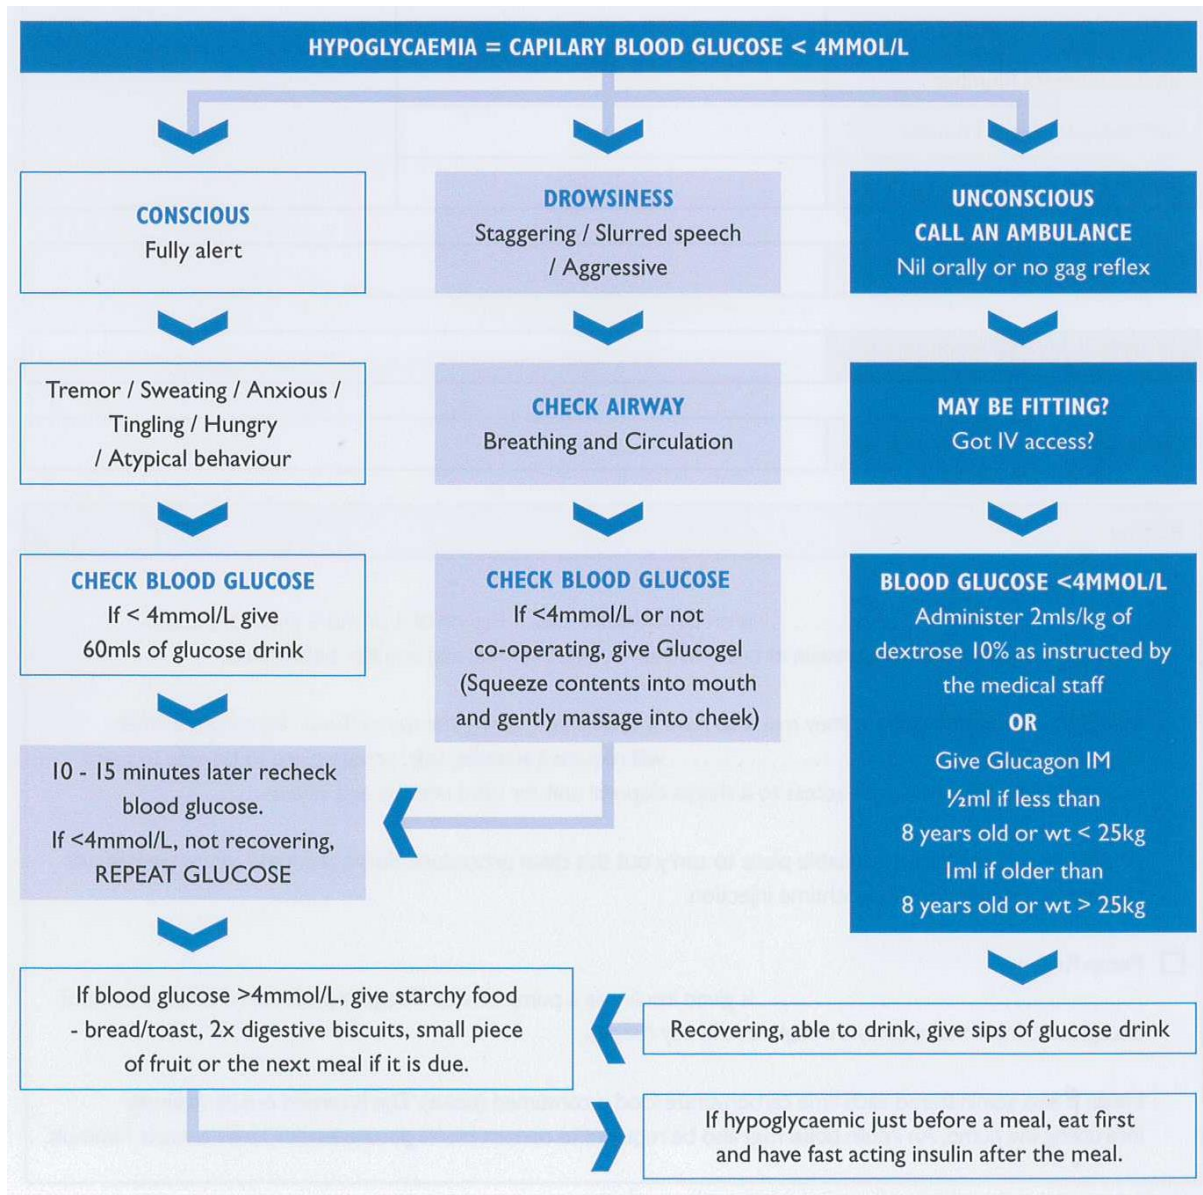 HYPOGLYCAEMIA = CAPILARY BLOOD GLUCOSE < 4MMOL/L
CONSCIOUS
Fully alert
DROWSINESS
Staggering / Slurred speech
/ Aggressive
UNCONSCIOUS
CALL AN AMBULANCE
Nil orally or no gag reflex
Tremor / Sweating / Anxious /
Tingling / Hungry
/ Atypical behaviour
CHECK AIRWAY
Breathing and Circulation
MAY BE FITTING?
Got IV access?
CHECK BLOOD GLUCOSE
If < 4mmol/L give
60mls of glucose drink
CHECK BLOOD GLUCOSE
If <4mmol/L or not
co-operating, give Glucogel
(Squeeze contents into mouth
and gently massage into cheek)
BLOOD GLUCOSE <4MMOL/L
Administer 2mls/kg of
dextrose 10% as instructed by
the medical staff
OR
Give Glucagon IM
½ml if less than
8 years old or wt < 25kg
1ml if older than
8 years old or wt > 25kg
10 - 15 minutes later recheck
blood glucose.
If <4mmol/L, not recovering,
REPEAT GLUCOSE
If blood glucose >4mmol/L, give starchy food
- bread/toast, 2x digestive biscuits, small piece
of fruit or the next meal if it is due.
Recovering, able to drink, give sips of glucose drink
If hypoglycaemic just before a meal, eat first
and have fast acting insulin after the meal.